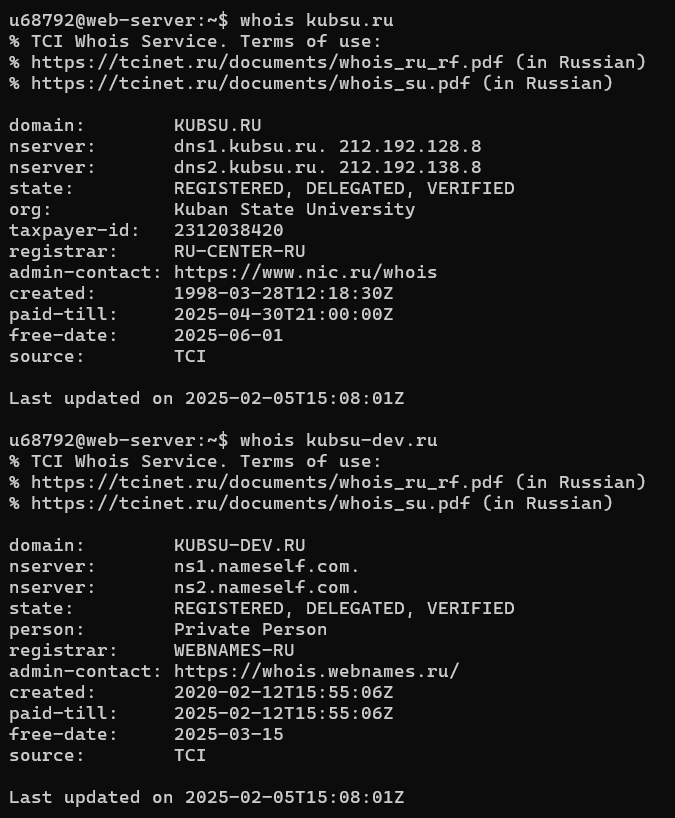 u68792@web-server:~$ whois kubsu.ru
% TCI Whois Service. Terms of use:
% https://tcinet.ru/documents/whois_ru_rf.pdf (in Russian)
% https://tcinet.ru/documents/whois_su.pdf (in Russian)

domain:        KUBSU.RU
nserver:       dns1.kubsu.ru. 212.192.128.8
nserver:       dns2.kubsu.ru. 212.192.138.8
state:         REGISTERED, DELEGATED, VERIFIED
org:           Kuban State University
taxpayer-id:   2312038420
registrar:     RU-CENTER-RU
admin-contact: https://www.nic.ru/whois
created:       1998-03-28T12:18:30Z
paid-till:     2025-04-30T21:00:00Z
free-date:     2025-06-01
source:        TCI

Last updated on 2025-02-05T15:08:01Z

u68792@web-server:~$ whois kubsu-dev.ru
% TCI Whois Service. Terms of use:
% https://tcinet.ru/documents/whois_ru_rf.pdf (in Russian)
% https://tcinet.ru/documents/whois_su.pdf (in Russian)

domain:        KUBSU-DEV.RU
nserver:       ns1.nameself.com.
nserver:       ns2.nameself.com.
state:         REGISTERED, DELEGATED, VERIFIED
person:        Private Person
registrar:     WEBNAMES-RU
admin-contact: https://whois.webnames.ru/
created:       2020-02-12T15:55:06Z
paid-till:     2025-02-12T15:55:06Z
free-date:     2025-03-15
source:        TCI

Last updated on 2025-02-05T15:08:01Z